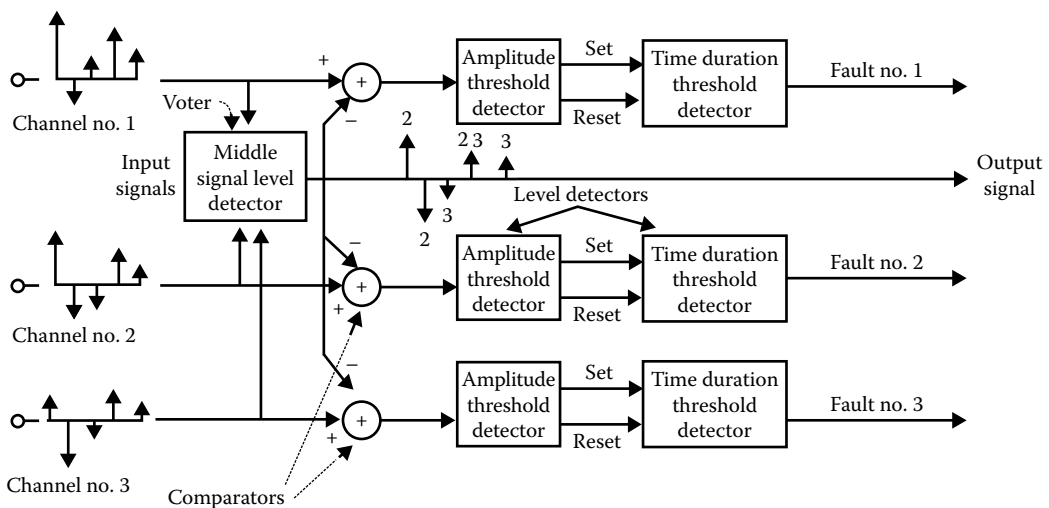 Channel no. 1
Voter
+
+
−
Amplitude
threshold
detector
Set
Reset
Time duration
threshold
detector
Fault no. 1
Input
signals
Middle
signal level
detector
2
2
3
2 3
3
Output
signal
Level detectors
Channel no. 2
−
+
+
Amplitude
threshold
detector
Set
Reset
Time duration
threshold
detector
Fault no. 2
Channel no. 3
−
+
+
Amplitude
threshold
detector
Set
Reset
Time duration
threshold
detector
Fault no. 3
Comparators